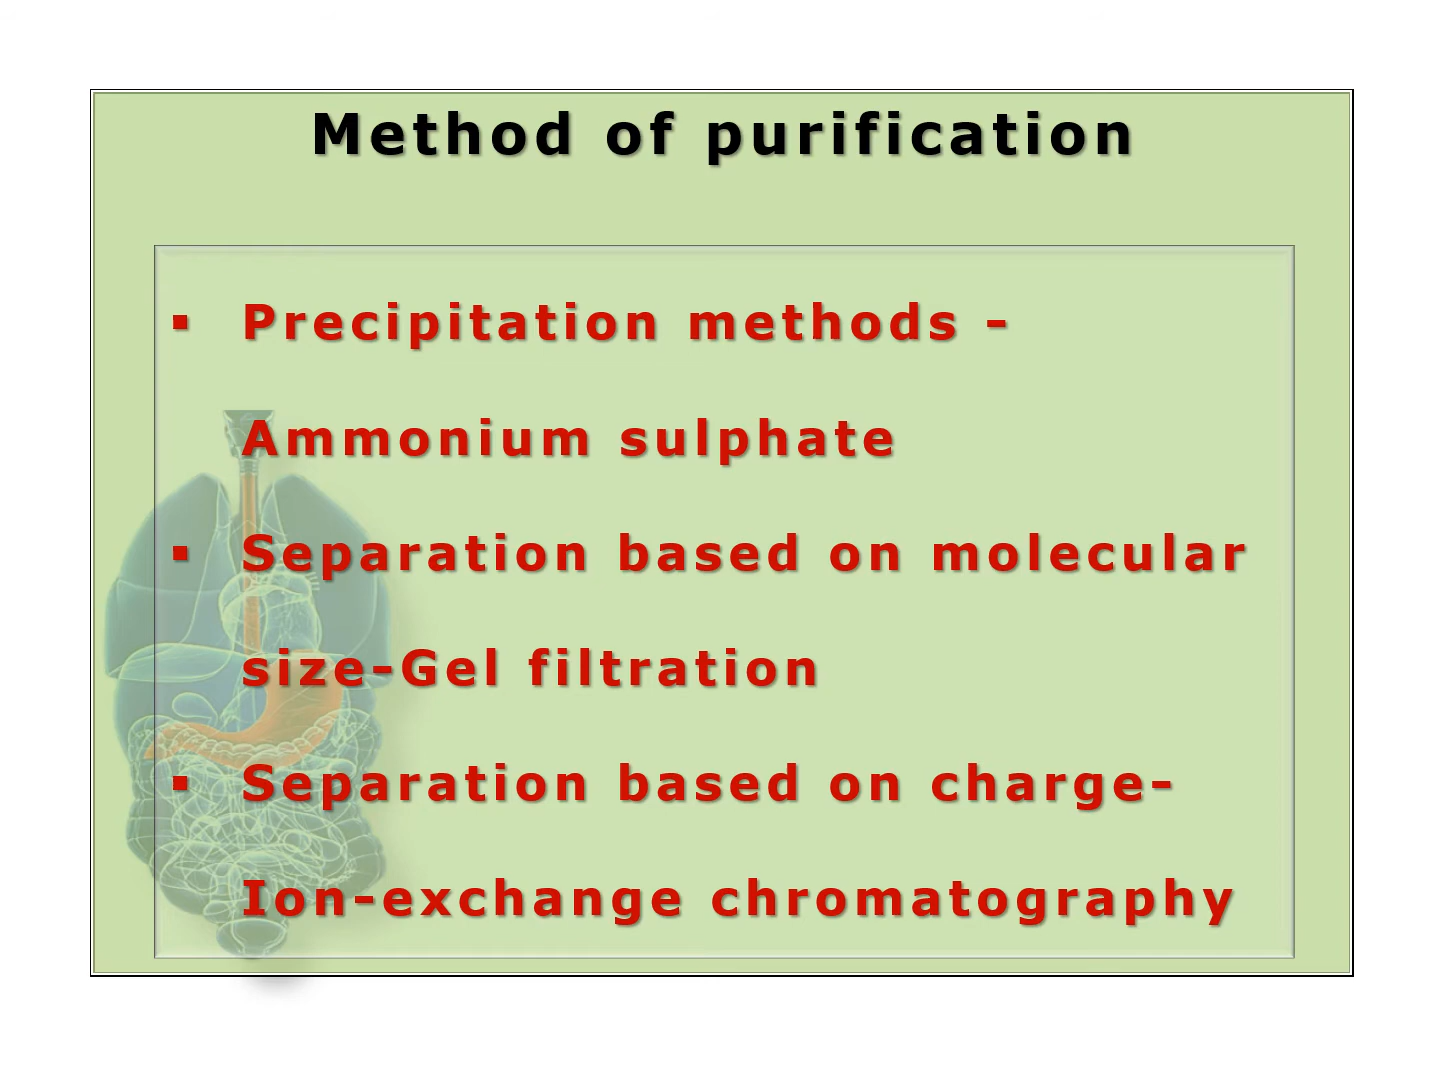 Method of purification
▪ Precipitation methods -
Ammonium sulphate
▪ Separation based on molecular
size-Gel filtration
▪ Separation based on charge-
Ion-exchange chromatography